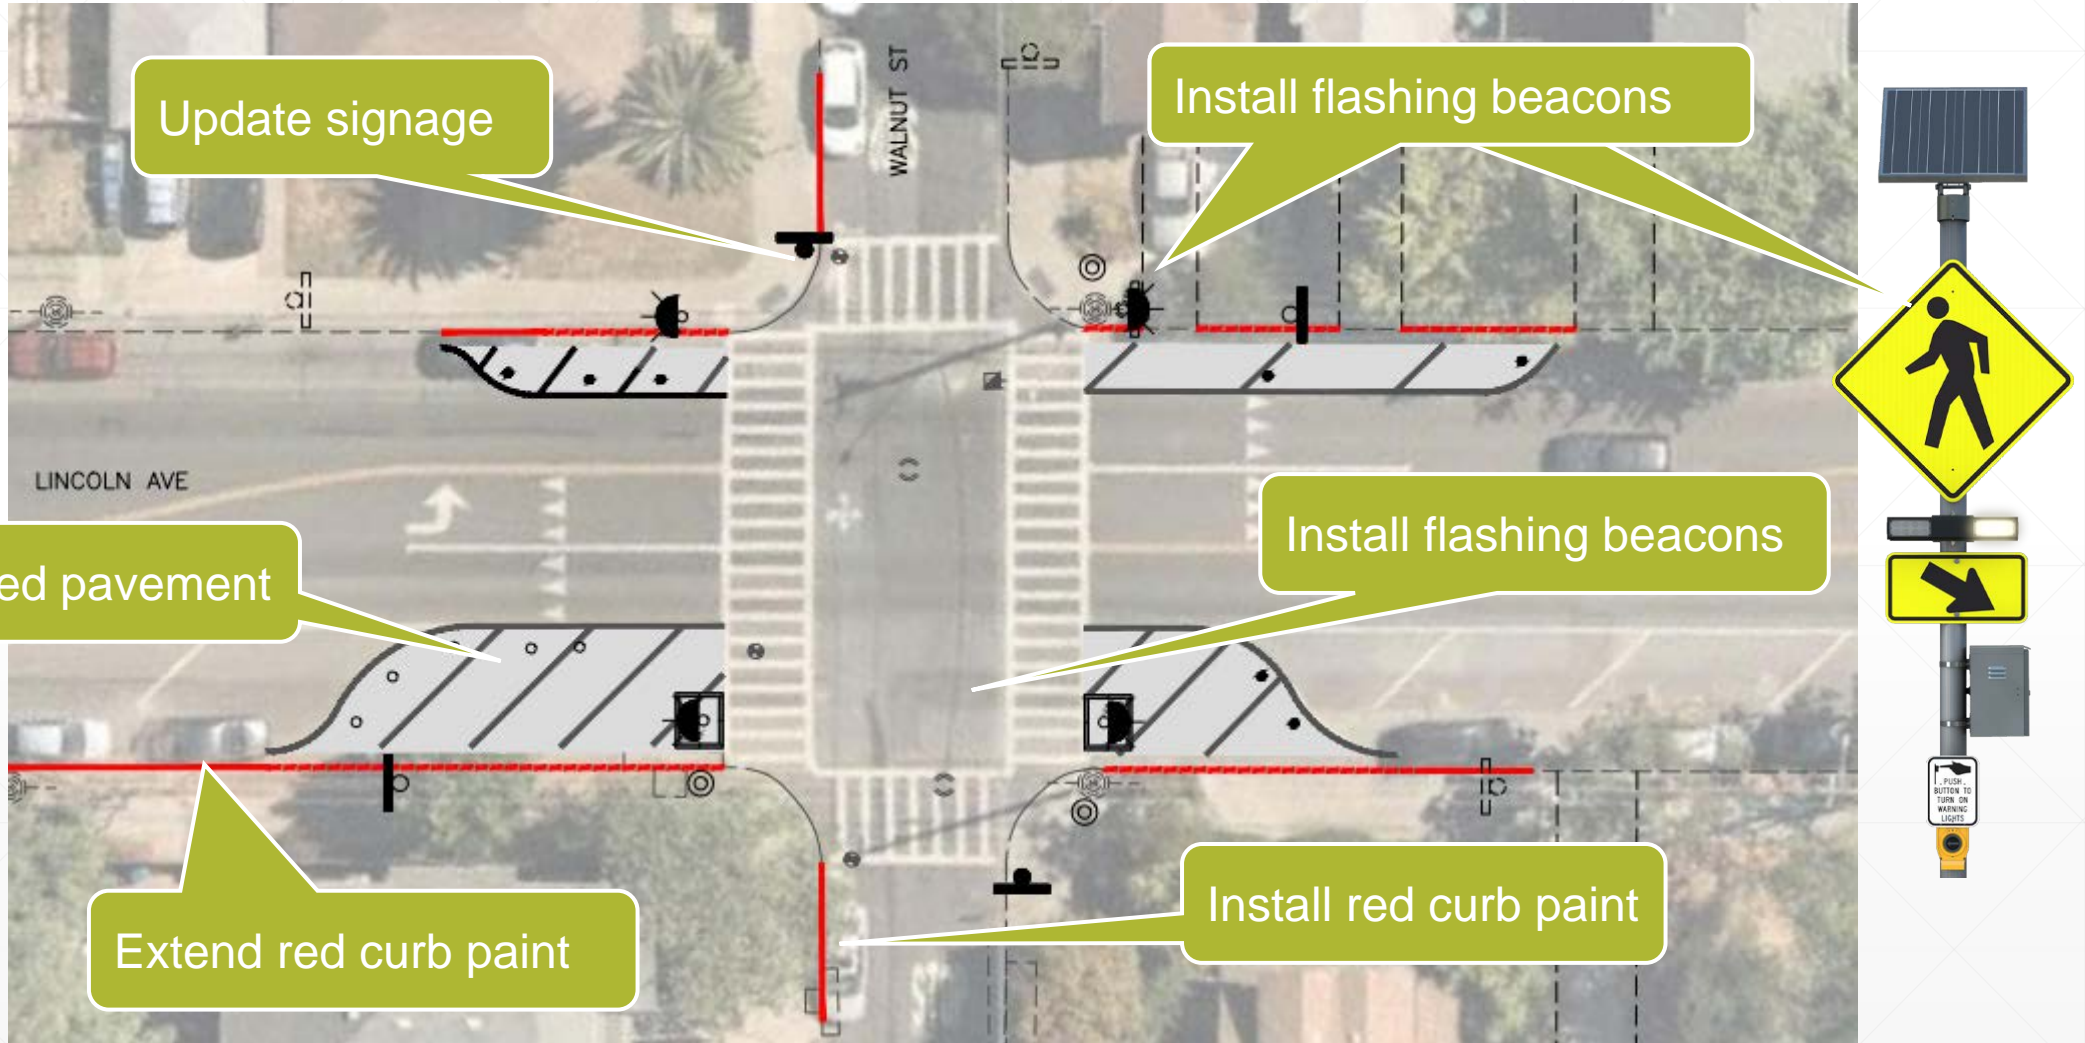 Update signage
Install flashing beacons
WALNUT ST
LINCOLN AVE
Install flashing beacons
ed pavement
Install red curb paint
Extend red curb paint
PUSH
BUTTON TO
TURN ON
WARNING
LIGHTS